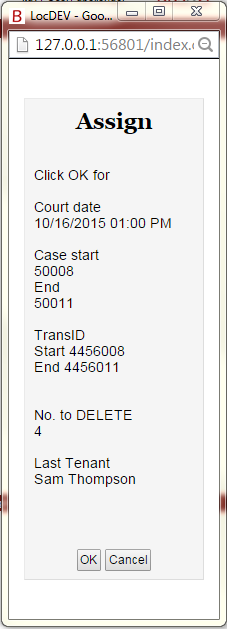 B LocDEV - Goo...
127.0.0.1:56801/index.
Assign
Click OK for
Court date
10/16/2015 01:00 PM
Case start
50008
End
50011
TransID
Start 4456008
End 4456011
No. to DELETE
4
Last Tenant
Sam Thompson
OK Cancel